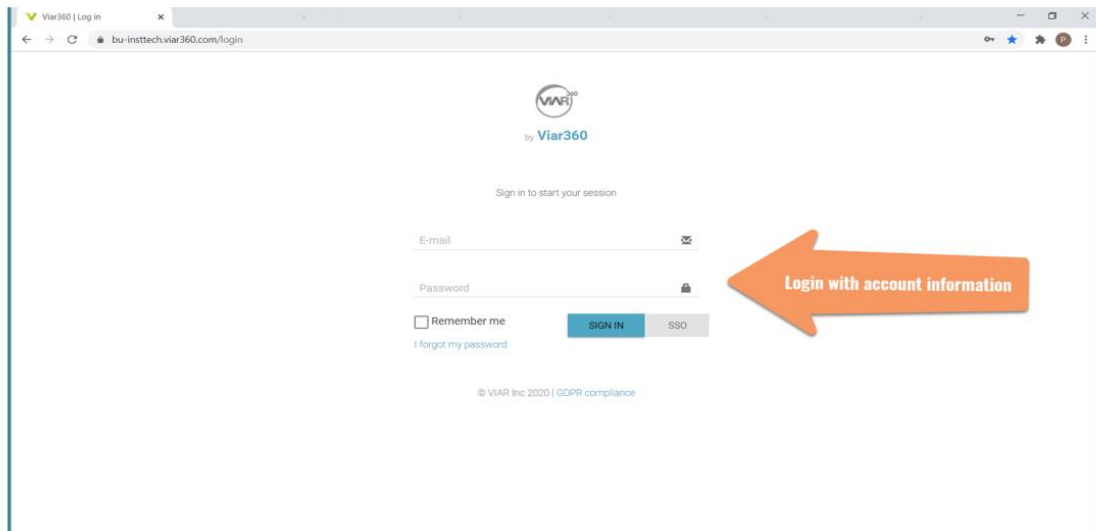 Viar360 | Log in
bu-insttech.viar360.com/login
P
VIAR 360
by Viar360
Sign in to start your session
E-mail
Password
Login with account information
Remember me
SIGN IN
SSO
I forgot my password
© VIAR Inc 2020 | GDPR compliance